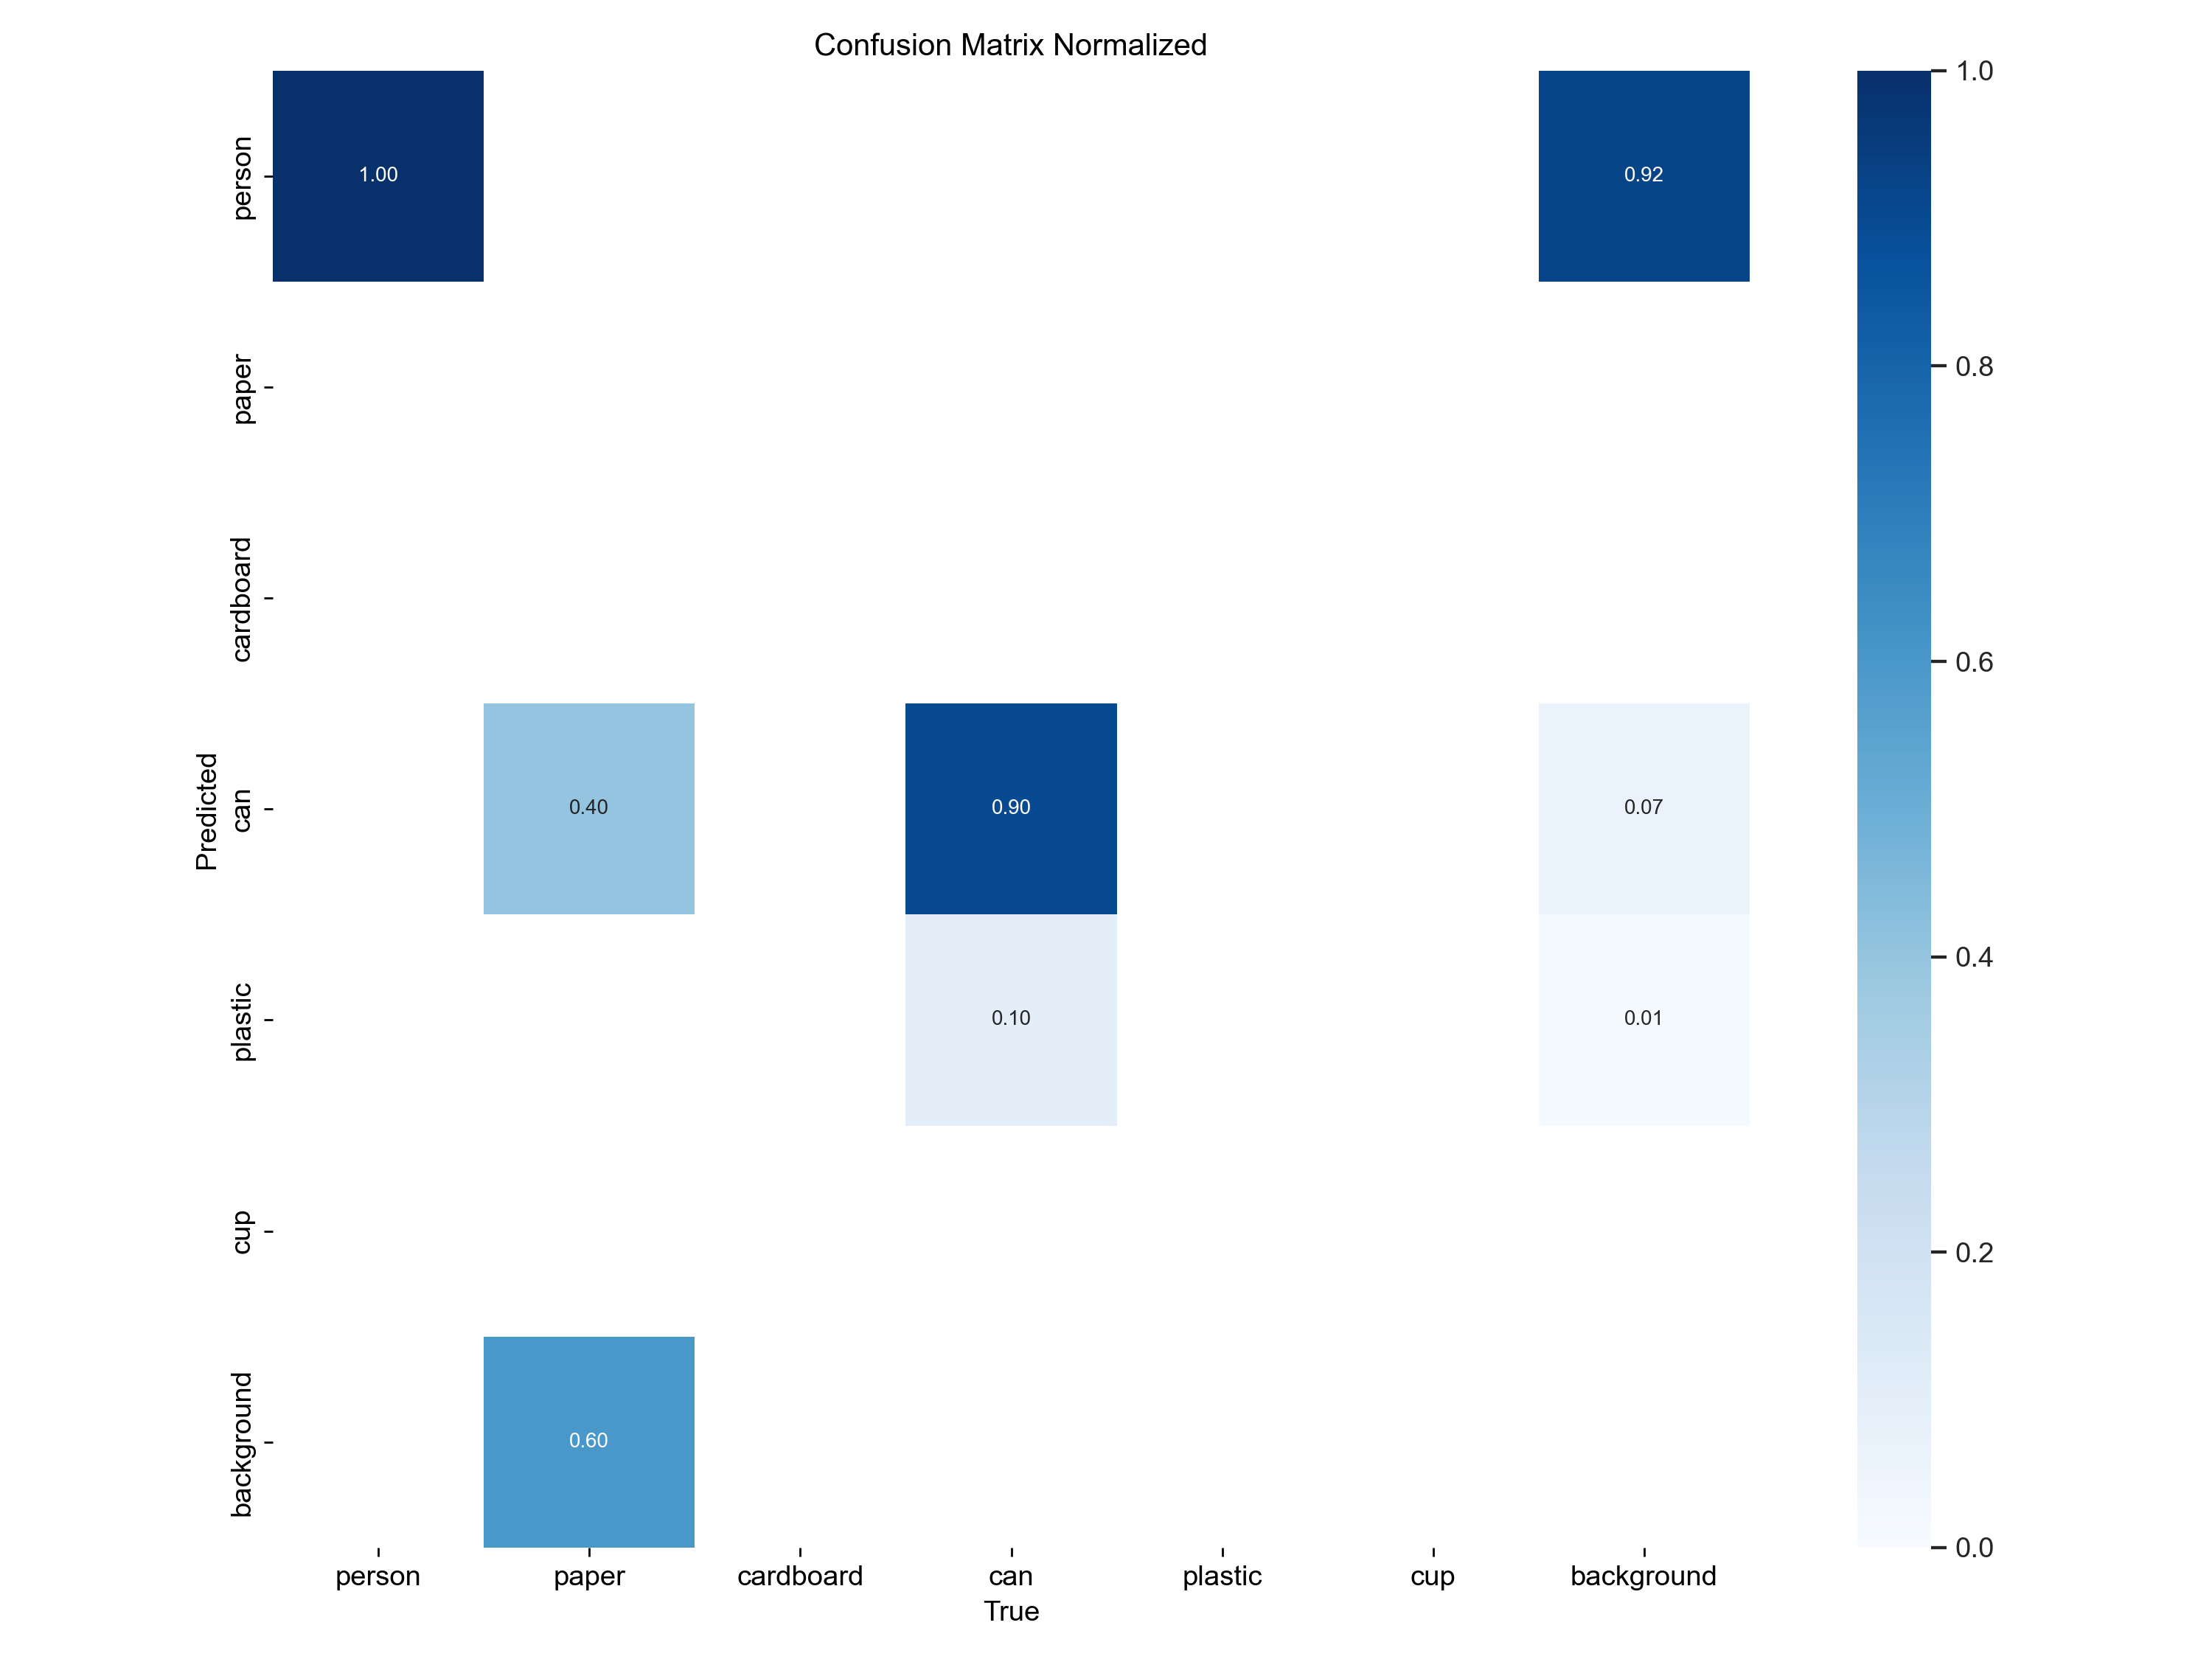 Confusion Matrix Normalized
person
1.00
0.92
paper
cardboard
can
0.40
0.90
0.07
plastic
0.10
0.01
cup
background
0.60
Predicted
person paper cardboard can plastic cup background
True
1.0
0.8
0.6
0.4
0.2
0.0